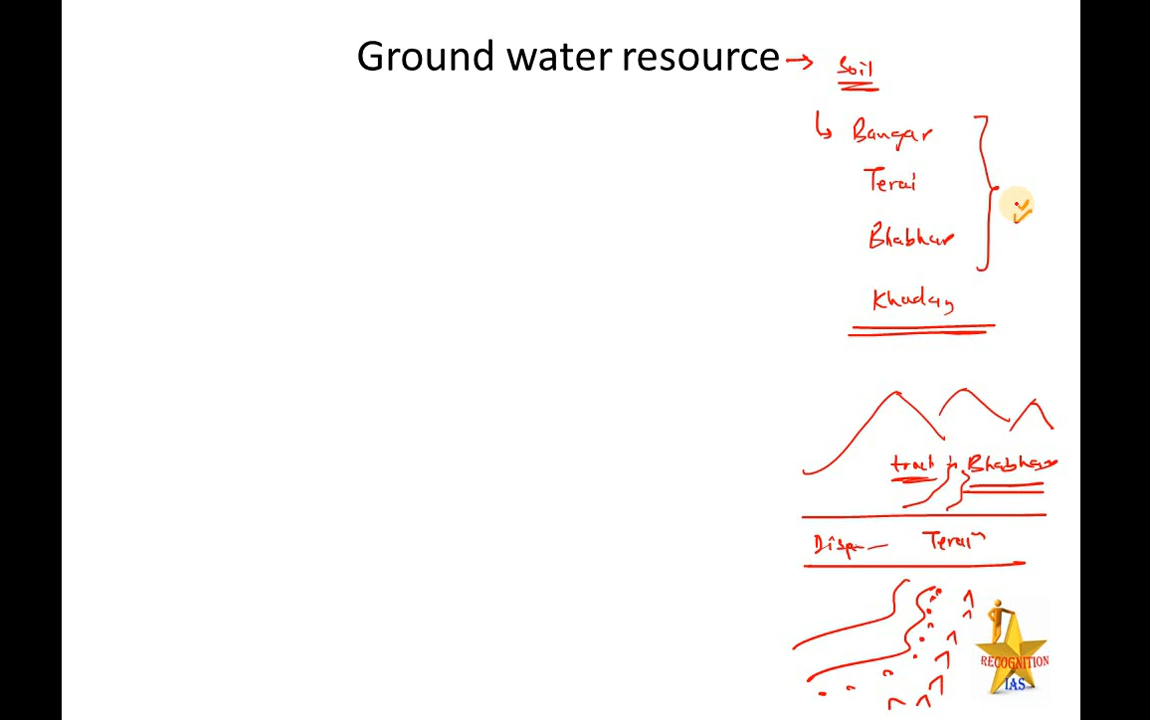 Ground water resource → Soil
↳ Bangar
Terai
Bhabhar
Khadar
Bhabhar
Terai
RECOGNITION
IAS